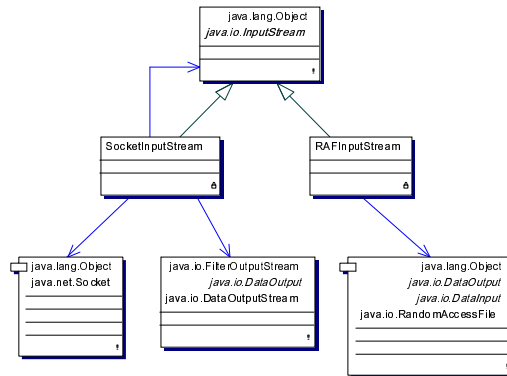 java.lang.Object
java.io.InputStream
SocketInputStream
RAFInputStream
java.lang.Object
java.net.Socket
java.io.FilterOutputStream
java.io.DataOutput
java.io.DataOutputStream
java.lang.Object
java.io.DataOutput
java.io.DataInput
java.io.RandomAccessFile